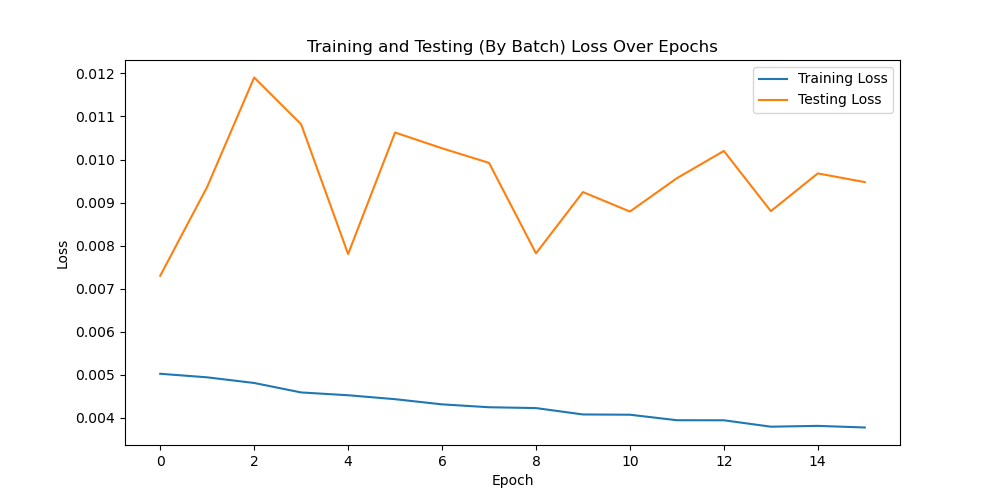 Training and Testing (By Batch) Loss Over Epochs
Training Loss
Testing Loss
0.012
0.011
0.010
0.009
0.008
0.007
0.006
0.005
0.004
Loss
0 2 4 6 8 10 12 14
Epoch